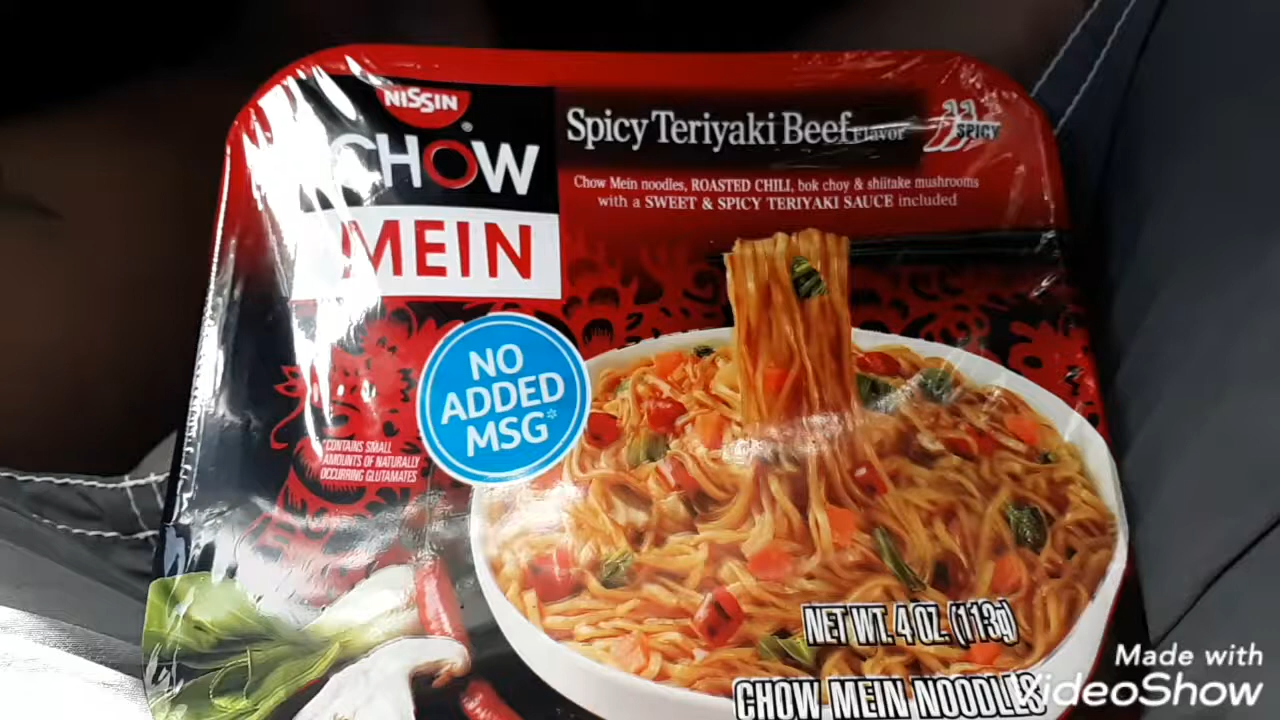 NISSIN
CHOW
MEIN
Spicy Teriyaki Beef Flavor
SPICY
Chow Mein noodles, ROASTED CHILI, bok choy & shiitake mushrooms
with a SWEET & SPICY TERIYAKI SAUCE included
NO
ADDED
MSG*
*CONTAINS SMALL
AMOUNTS OF NATURALLY
OCCURRING GLUTAMATES
NET WT. 4 OZ. (113g)
CHOW MEIN NOODLES
Made with
VideoShow